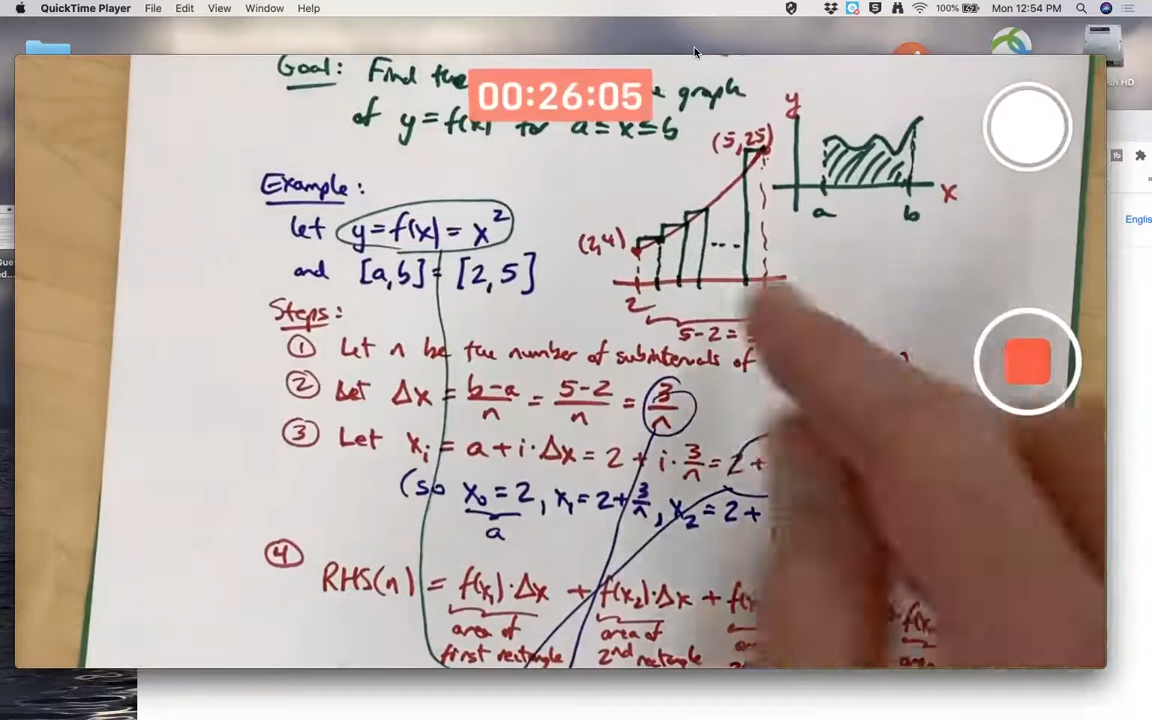 QuickTime Player File Edit View Window Help 100% Mon 12:54 PM
Goal: Find the graph
of y=f(x) for a≤x≤b
00:26:05
y
(5,25)
a b x
Example:
let y=f(x)=x²
and [a,b]=[2,5]
(2,4)
...
2
5-2=
Steps:
① Let n be the number of subintervals of
② Let Δx = b-a/n = 5-2/n = 3/n
③ Let xᵢ = a+i·Δx = 2+i·3/n = 2+
(so x₀=2, x₁=2+3/n, x₂=2+
a
④
RHS(n) = f(x₁)·Δx + f(x₂)·Δx + f(x
area of area of
first rectangle 2nd rectangle
Englis